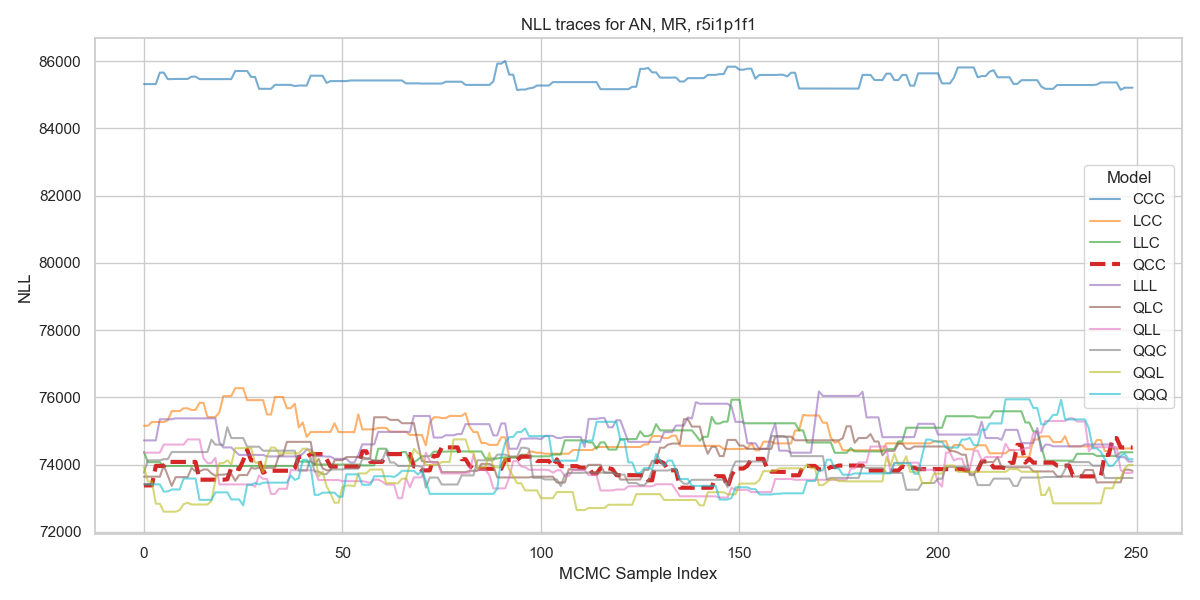 NLL traces for AN, MR, r5i1p1f1
NLL
86000
84000
82000
80000
78000
76000
74000
72000
0
50
100
150
200
250
MCMC Sample Index
Model
CCC
LCC
LLC
QCC
LLL
QLC
QLL
QQC
QQL
QQQ